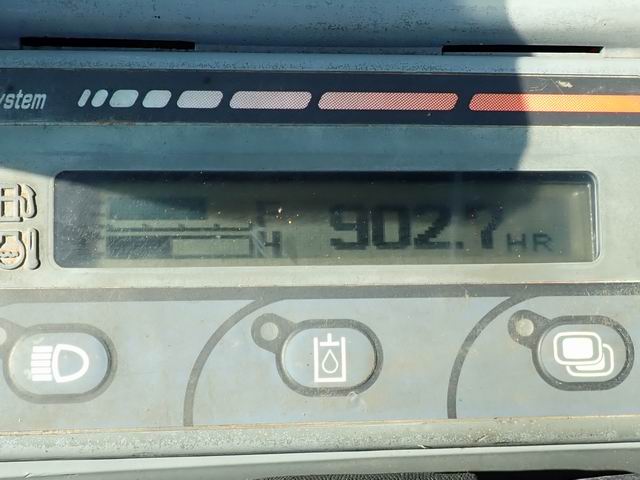 ystem
F
902.7 HR
H